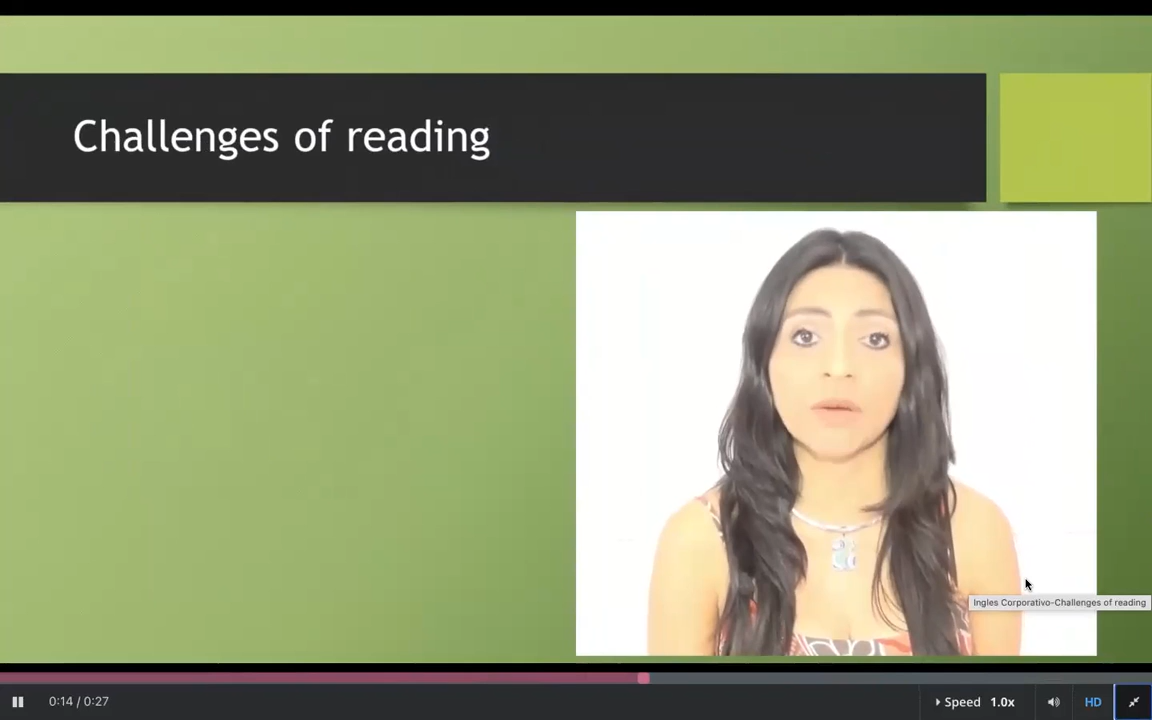 Challenges of reading
Ingles Corporativo-Challenges of reading
0:14 / 0:27
Speed 1.0x
HD